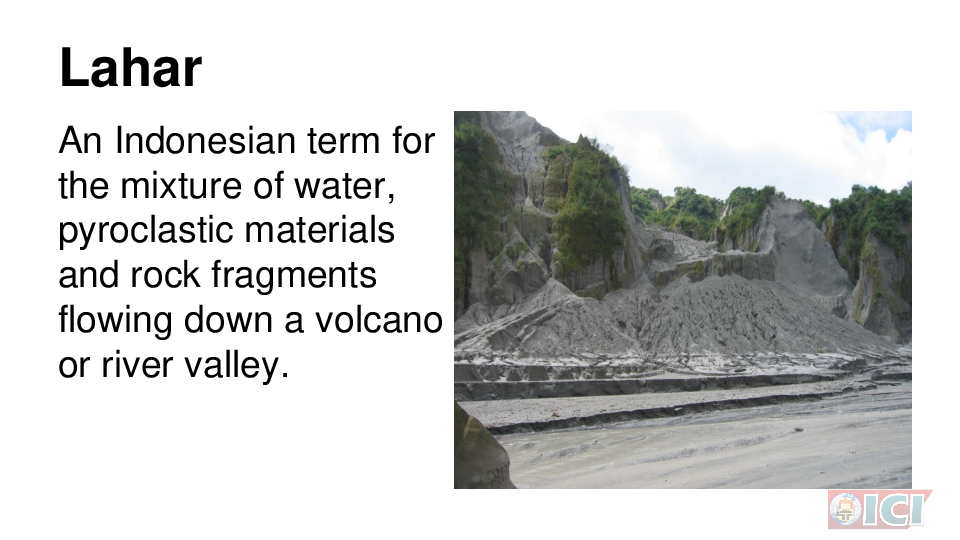 Lahar
An Indonesian term for
the mixture of water,
pyroclastic materials
and rock fragments
flowing down a volcano
or river valley.
ICI